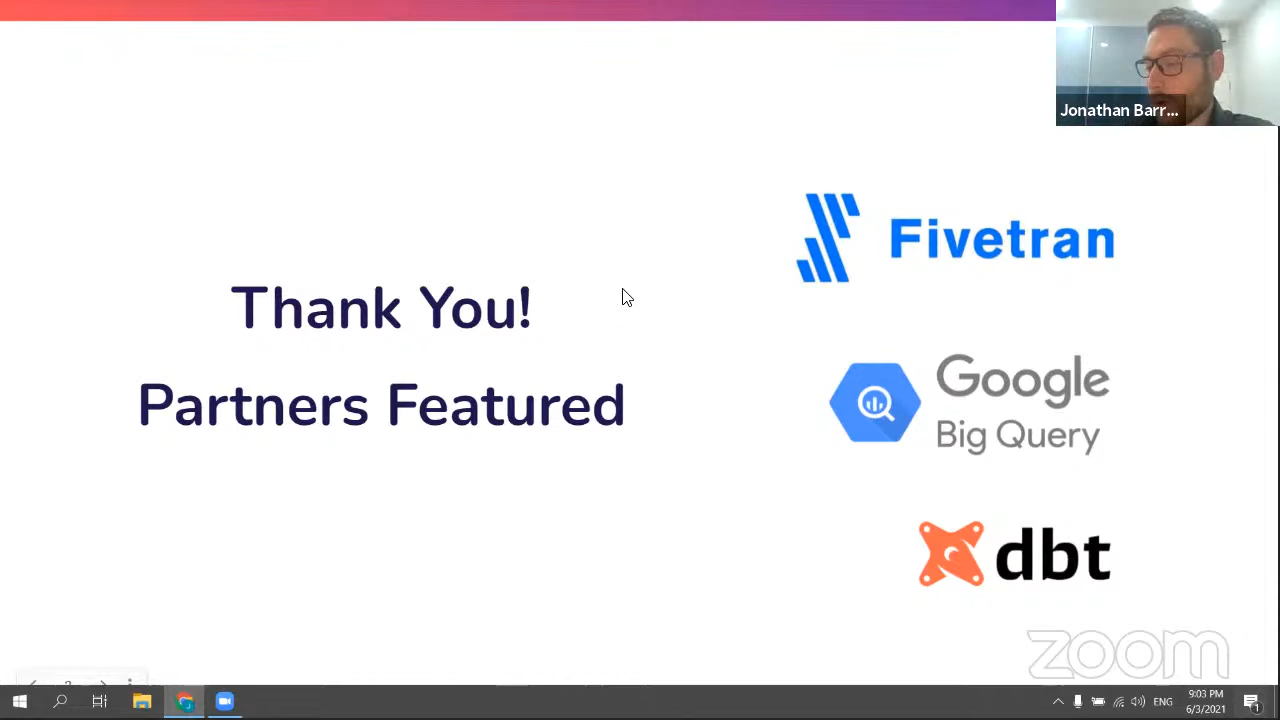 Jonathan Barr...
Thank You!
Partners Featured
Fivetran
Google
Big Query
dbt
zoom
ENG
9:03 PM
6/3/2021
1